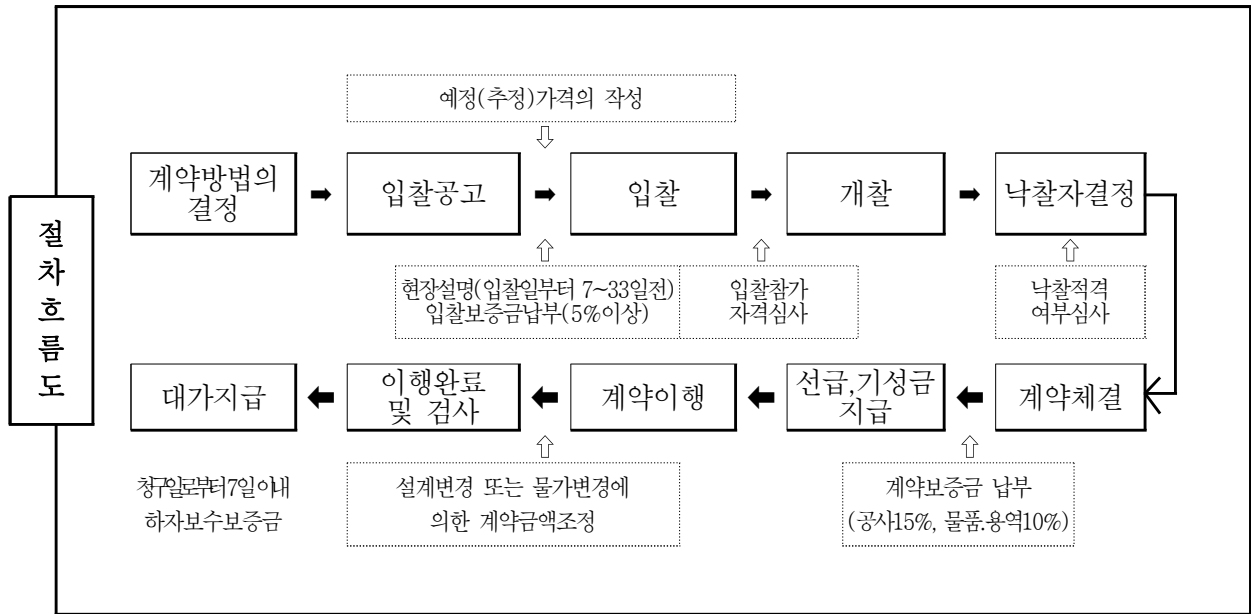 절차흐름도
예정(추정)가격의 작성
계약방법의
결정
입찰공고
입찰
개찰
낙찰자결정
현장설명(입찰일부터 7~33일전)
입찰보증금납부(5%이상)
입찰참가
자격심사
낙찰적격
여부심사
대가지급
이행완료
및 검사
계약이행
선급,기성금
지급
계약체결
청구일로부터7일이내
하자보수보증금
설계변경 또는 물가변경에
의한 계약금액조정
계약보증금 납부
(공사15%, 물품.용역10%)